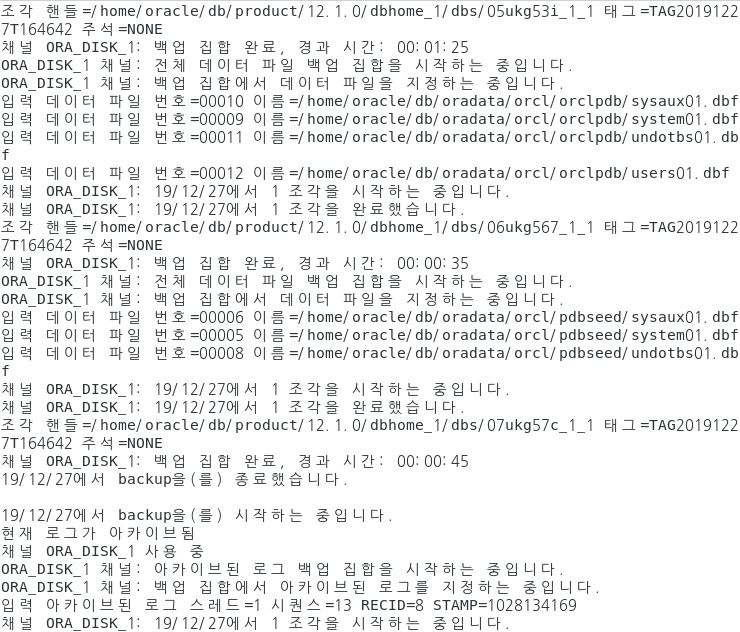 조각 핸들=/home/oracle/db/product/12.1.0/dbhome_1/dbs/05ukg53i_1_1 태그=TAG2019122
7T164642 주석=NONE
채널 ORA_DISK_1: 백업 집합 완료, 경과 시간: 00:01:25
ORA_DISK_1 채널: 전체 데이터 파일 백업 집합을 시작하는 중입니다.
ORA_DISK_1 채널: 백업 집합에서 데이터 파일을 지정하는 중입니다.
입력 데이터 파일 번호=00010 이름=/home/oracle/db/oradata/orcl/orclpdb/sysaux01.dbf
입력 데이터 파일 번호=00009 이름=/home/oracle/db/oradata/orcl/orclpdb/system01.dbf
입력 데이터 파일 번호=00011 이름=/home/oracle/db/oradata/orcl/orclpdb/undotbs01.db
f
입력 데이터 파일 번호=00012 이름=/home/oracle/db/oradata/orcl/orclpdb/users01.dbf
채널 ORA_DISK_1: 19/12/27에서 1 조각을 시작하는 중입니다.
채널 ORA_DISK_1: 19/12/27에서 1 조각을 완료했습니다.
조각 핸들=/home/oracle/db/product/12.1.0/dbhome_1/dbs/06ukg567_1_1 태그=TAG2019122
7T164642 주석=NONE
채널 ORA_DISK_1: 백업 집합 완료, 경과 시간: 00:00:35
ORA_DISK_1 채널: 전체 데이터 파일 백업 집합을 시작하는 중입니다.
ORA_DISK_1 채널: 백업 집합에서 데이터 파일을 지정하는 중입니다.
입력 데이터 파일 번호=00006 이름=/home/oracle/db/oradata/orcl/pdbseed/sysaux01.dbf
입력 데이터 파일 번호=00005 이름=/home/oracle/db/oradata/orcl/pdbseed/system01.dbf
입력 데이터 파일 번호=00008 이름=/home/oracle/db/oradata/orcl/pdbseed/undotbs01.db
f
채널 ORA_DISK_1: 19/12/27에서 1 조각을 시작하는 중입니다.
채널 ORA_DISK_1: 19/12/27에서 1 조각을 완료했습니다.
조각 핸들=/home/oracle/db/product/12.1.0/dbhome_1/dbs/07ukg57c_1_1 태그=TAG2019122
7T164642 주석=NONE
채널 ORA_DISK_1: 백업 집합 완료, 경과 시간: 00:00:45
19/12/27에서 backup을(를) 종료했습니다.
19/12/27에서 backup을(를) 시작하는 중입니다.
현재 로그가 아카이브됨
채널 ORA_DISK_1 사용 중
ORA_DISK_1 채널: 아카이브된 로그 백업 집합을 시작하는 중입니다.
ORA_DISK_1 채널: 백업 집합에서 아카이브된 로그를 지정하는 중입니다.
입력 아카이브된 로그 스레드=1 시퀀스=13 RECID=8 STAMP=1028134169
채널 ORA_DISK_1: 19/12/27에서 1 조각을 시작하는 중입니다.